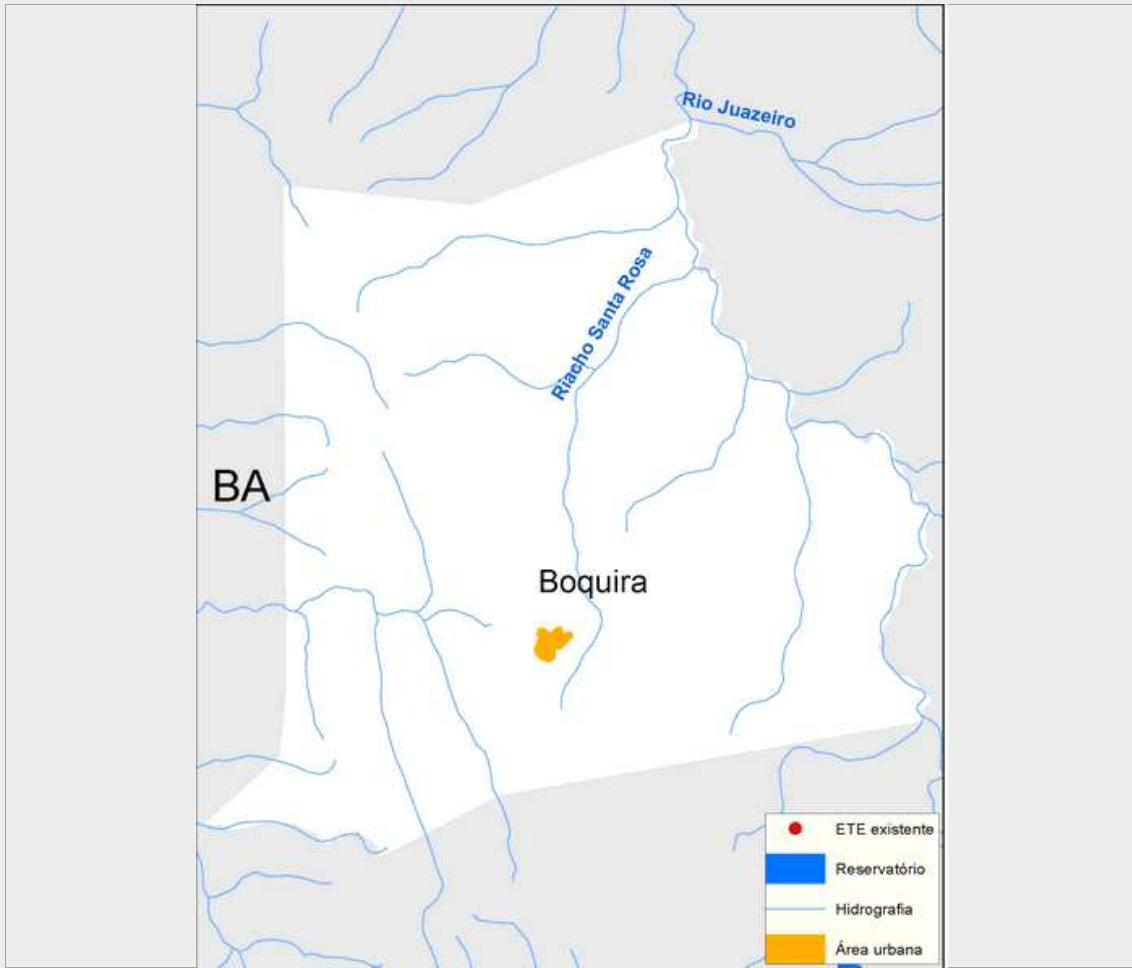 Rio Juazeiro
Riacho Santa Rosa
BA
Boquira
ETE existente
Reservatório
Hidrografia
Área urbana